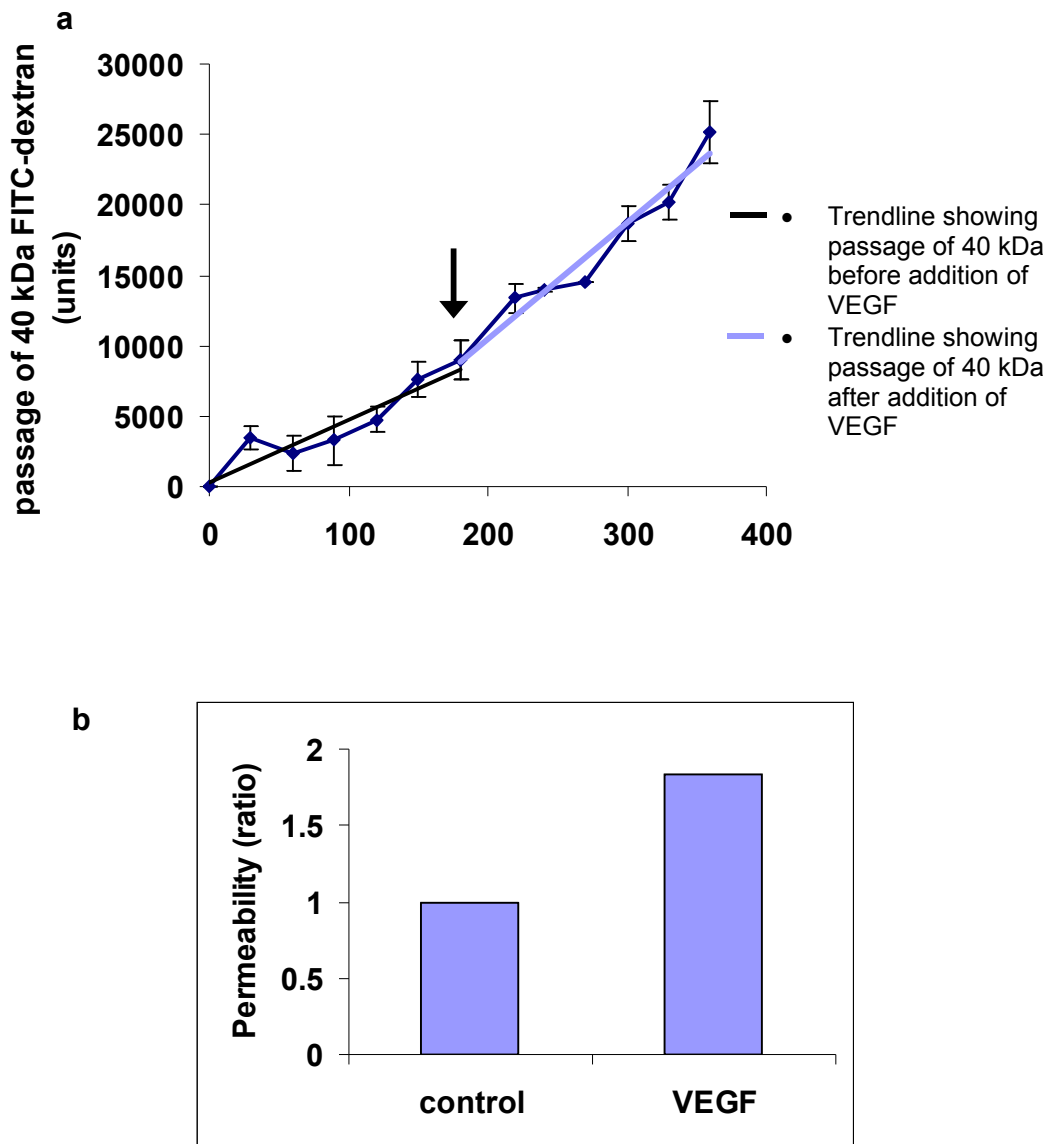 a
passage of 40 kDa FITC-dextran
(units)
30000
25000
20000
15000
10000
5000
0
0 100 200 300 400
• Trendline showing
passage of 40 kDa
before addition of
VEGF
• Trendline showing
passage of 40 kDa
after addition of
VEGF
b
Permeability (ratio)
2
1.5
1
0.5
0
control VEGF